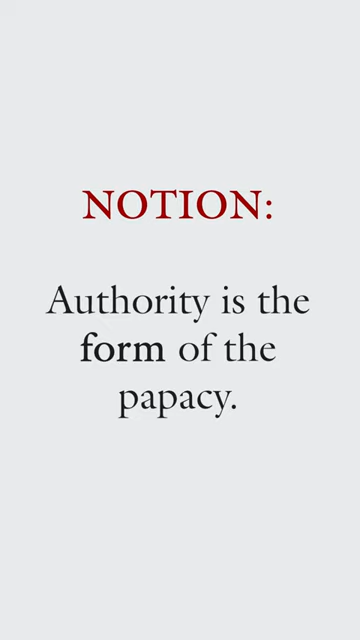 NOTION:
Authority is the
form of the
papacy.